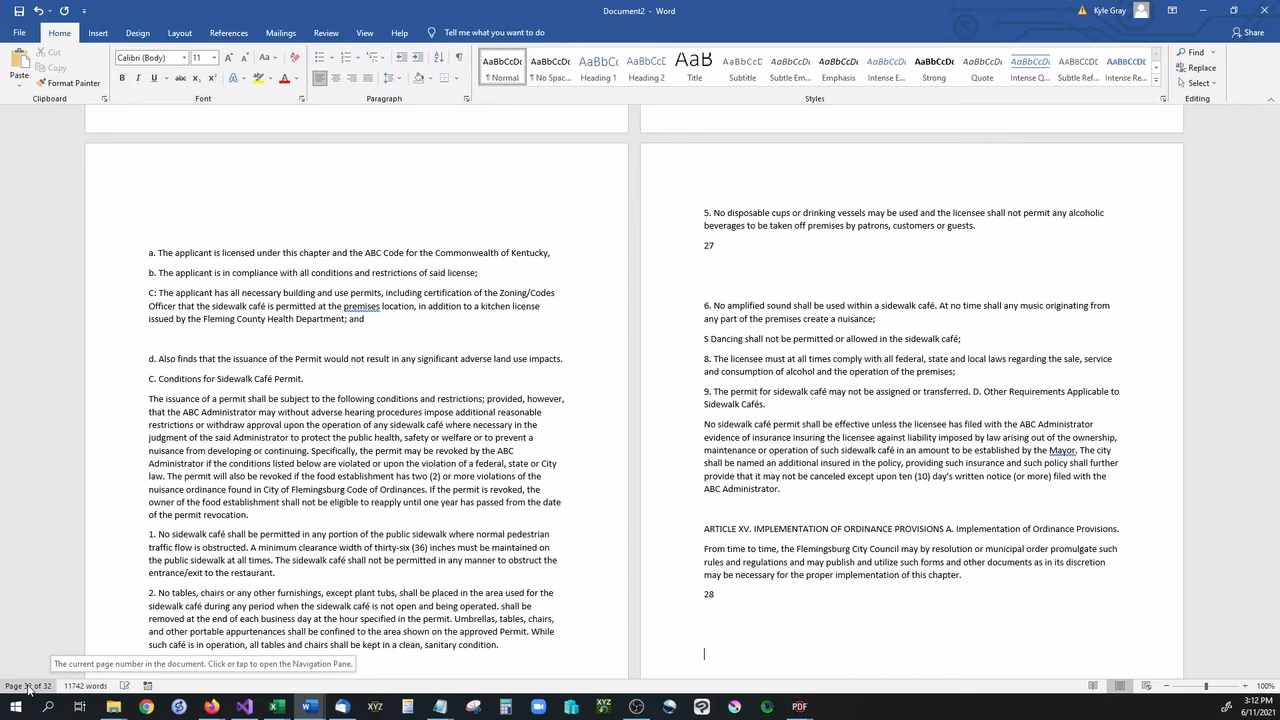 Document2 - Word
Kyle Gray
File Home Insert Design Layout References Mailings Review View Help Tell me what you want to do Share
Paste
Cut
Copy
Format Painter
Clipboard
Calibri (Body) 11
Font
Paragraph
AaBbCcDc AaBbCcDc AaBbCc AaBbCcD AaB AaBbCcD AaBbCcDc AaBbCcDc AaBbCcDc AaBbCcDc AaBbCcDc AaBbCcDc AaBbCcDc AaBbCcDc
¶ Normal ¶ No Spac... Heading 1 Heading 2 Title Subtitle Subtle Em... Emphasis Intense E... Strong Quote Intense Q... Subtle Ref... Intense Re...
Styles
Find
Replace
Select
Editing
a. The applicant is licensed under this chapter and the ABC Code for the Commonwealth of Kentucky,
b. The applicant is in compliance with all conditions and restrictions of said license;
C: The applicant has all necessary building and use permits, including certification of the Zoning/Codes
Officer that the sidewalk café is permitted at the premises location, in addition to a kitchen license
issued by the Fleming County Health Department; and
d. Also finds that the issuance of the Permit would not result in any significant adverse land use impacts.
C. Conditions for Sidewalk Café Permit.
The issuance of a permit shall be subject to the following conditions and restrictions; provided, however,
that the ABC Administrator may without adverse hearing procedures impose additional reasonable
restrictions or withdraw approval upon the operation of any sidewalk café where necessary in the
judgment of the said Administrator to protect the public health, safety or welfare or to prevent a
nuisance from developing or continuing. Specifically, the permit may be revoked by the ABC
Administrator if the conditions listed below are violated or upon the violation of a federal, state or City
law. The permit will also be revoked if the food establishment has two (2) or more violations of the
nuisance ordinance found in City of Flemingsburg Code of Ordinances. If the permit is revoked, the
owner of the food establishment shall not be eligible to reapply until one year has passed from the date
of the permit revocation.
1. No sidewalk café shall be permitted in any portion of the public sidewalk where normal pedestrian
traffic flow is obstructed. A minimum clearance width of thirty-six (36) inches must be maintained on
the public sidewalk at all times. The sidewalk café shall not be permitted in any manner to obstruct the
entrance/exit to the restaurant.
2. No tables, chairs or any other furnishings, except plant tubs, shall be placed in the area used for the
sidewalk café during any period when the sidewalk café is not open and being operated. shall be
removed at the end of each business day at the hour specified in the permit. Umbrellas, tables, chairs,
and other portable appurtenances shall be confined to the area shown on the approved Permit. While
such café is in operation, all tables and chairs shall be kept in a clean, sanitary condition.
5. No disposable cups or drinking vessels may be used and the licensee shall not permit any alcoholic
beverages to be taken off premises by patrons, customers or guests.
27
6. No amplified sound shall be used within a sidewalk café. At no time shall any music originating from
any part of the premises create a nuisance;
S Dancing shall not be permitted or allowed in the sidewalk café;
8. The licensee must at all times comply with all federal, state and local laws regarding the sale, service
and consumption of alcohol and the operation of the premises;
9. The permit for sidewalk café may not be assigned or transferred. D. Other Requirements Applicable to
Sidewalk Cafés.
No sidewalk café permit shall be effective unless the licensee has filed with the ABC Administrator
evidence of insurance insuring the licensee against liability imposed by law arising out of the ownership,
maintenance or operation of such sidewalk café in an amount to be established by the Mayor. The city
shall be named an additional insured in the policy, providing such insurance and such policy shall further
provide that it may not be canceled except upon ten (10) day's written notice (or more) filed with the
ABC Administrator.
ARTICLE XV. IMPLEMENTATION OF ORDINANCE PROVISIONS A. Implementation of Ordinance Provisions.
From time to time, the Flemingsburg City Council may by resolution or municipal order promulgate such
rules and regulations and may publish and utilize such forms and other documents as in its discretion
may be necessary for the proper implementation of this chapter.
28
The current page number in the document. Click or tap to open the Navigation Pane.
Page 32 of 32 11742 words 100%
3:12 PM
6/11/2021